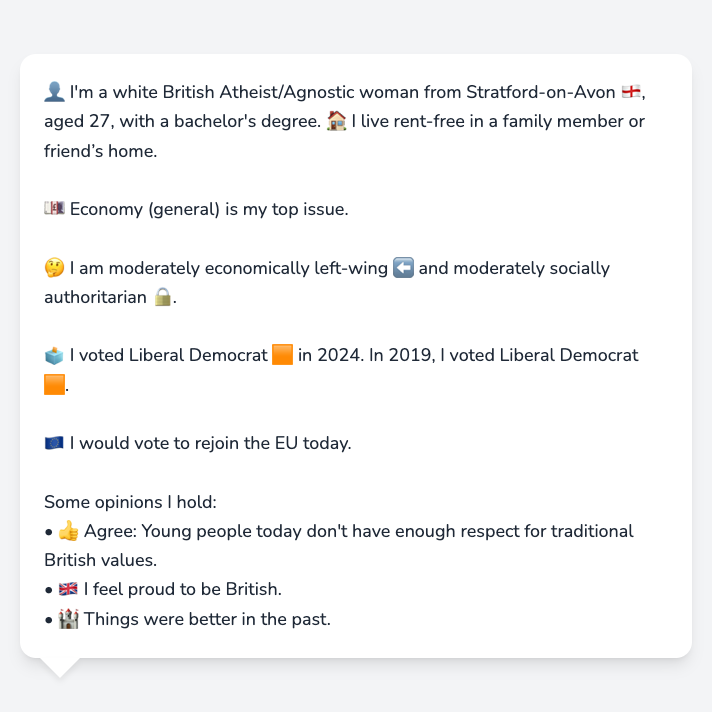 👤 I'm a white British Atheist/Agnostic woman from Stratford-on-Avon 🏴󠁧󠁢󠁥󠁮󠁧󠁿,
aged 27, with a bachelor's degree. 🏠 I live rent-free in a family member or
friend’s home.
💷 Economy (general) is my top issue.
🤔 I am moderately economically left-wing ⬅️ and moderately socially
authoritarian 🔒.
🗳️ I voted Liberal Democrat 🟧 in 2024. In 2019, I voted Liberal Democrat
🟧.
🇪🇺 I would vote to rejoin the EU today.
Some opinions I hold:
• 👍 Agree: Young people today don't have enough respect for traditional
British values.
• 🇬🇧 I feel proud to be British.
• 🏰 Things were better in the past.